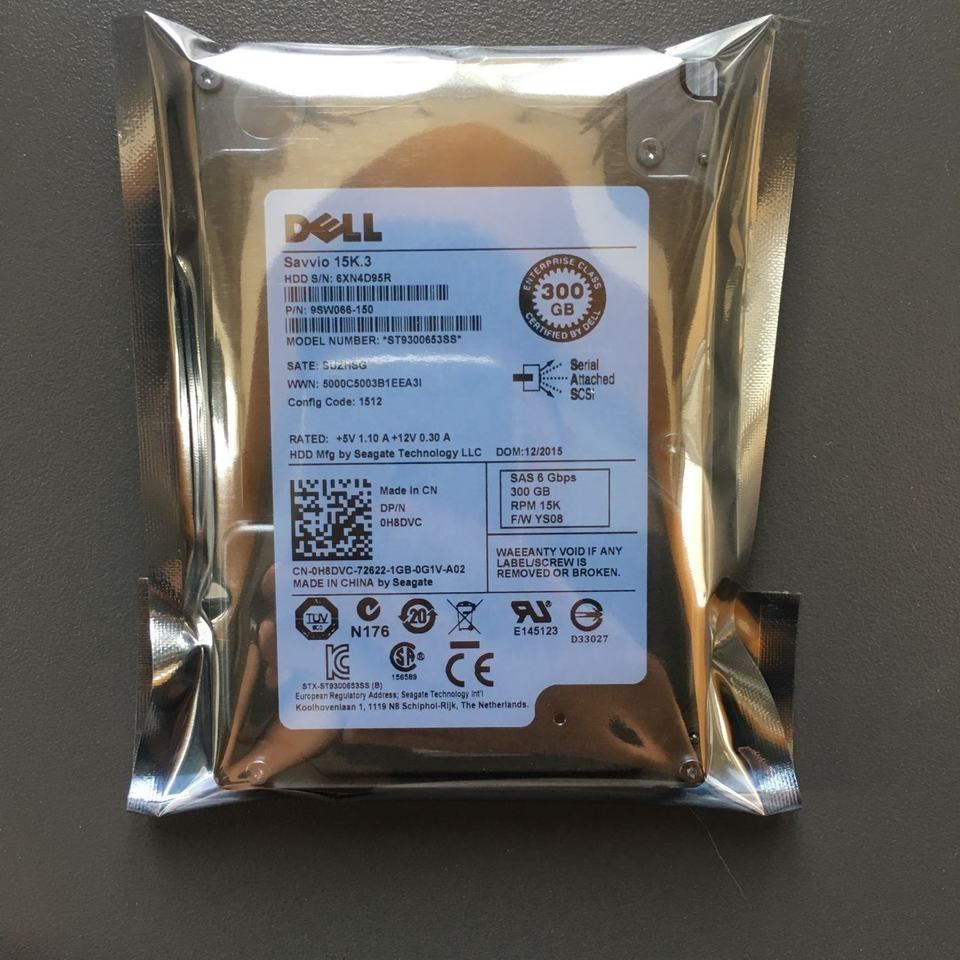 DELL
Savvio 15K.3
HDD S/N: 6XN4D95R
P/N: 9SW066-150
MODEL NUMBER: *ST9300653SS*
ENTERPRISE CLASS
300
GB
CERTIFIED BY DELL
SATE:
WWN: 5000C5003B1EEA3I
Config Code: 1512
Serial
Attached
SCSI
RATED: +5V 1.10 A +12V 0.30 A
HDD Mfg by Seagate Technology LLC DOM:12/2015
Made in CN
DP/N
0H8DVC
CN-0H8DVC-72622-1GB-0G1V-A02
MADE IN CHINA by Seagate
SAS 6 Gbps
300 GB
RPM 15K
F/W YS08
WAEEANTY VOID IF ANY
LABEL/SCREW IS
REMOVED OR BROKEN.
TUV
N176
20
E145123
D33027
156589
CE
STX-ST9300653SS (B)
European Regulatory Address; Seagate Technology int'l
Koolhovenlaan 1, 1119 N8 Schiphol-Rijk, The Netherlands.